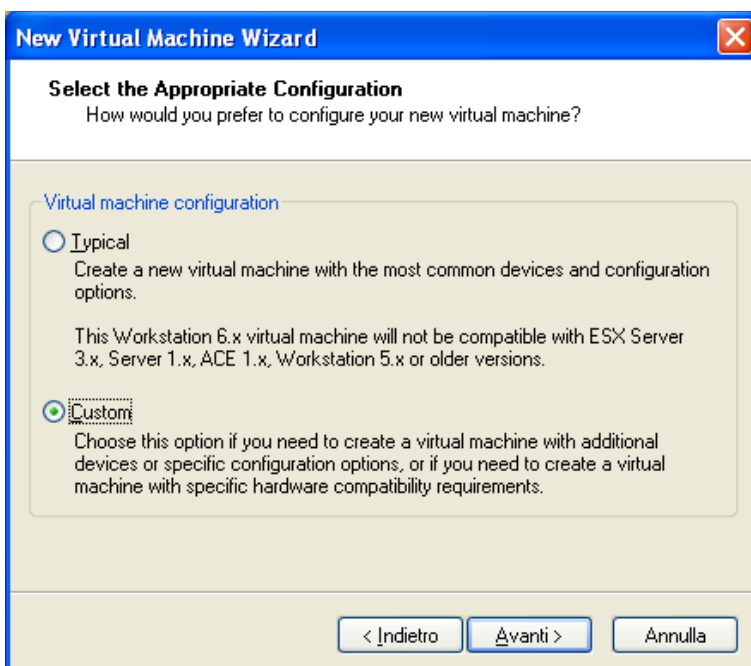 New Virtual Machine Wizard
Select the Appropriate Configuration
How would you prefer to configure your new virtual machine?
Virtual machine configuration
Typical
Create a new virtual machine with the most common devices and configuration
options.
This Workstation 6.x virtual machine will not be compatible with ESX Server
3.x, Server 1.x, ACE 1.x, Workstation 5.x or older versions.
Custom
Choose this option if you need to create a virtual machine with additional
devices or specific configuration options, or if you need to create a virtual
machine with specific hardware compatibility requirements.
< Indietro Avanti > Annulla